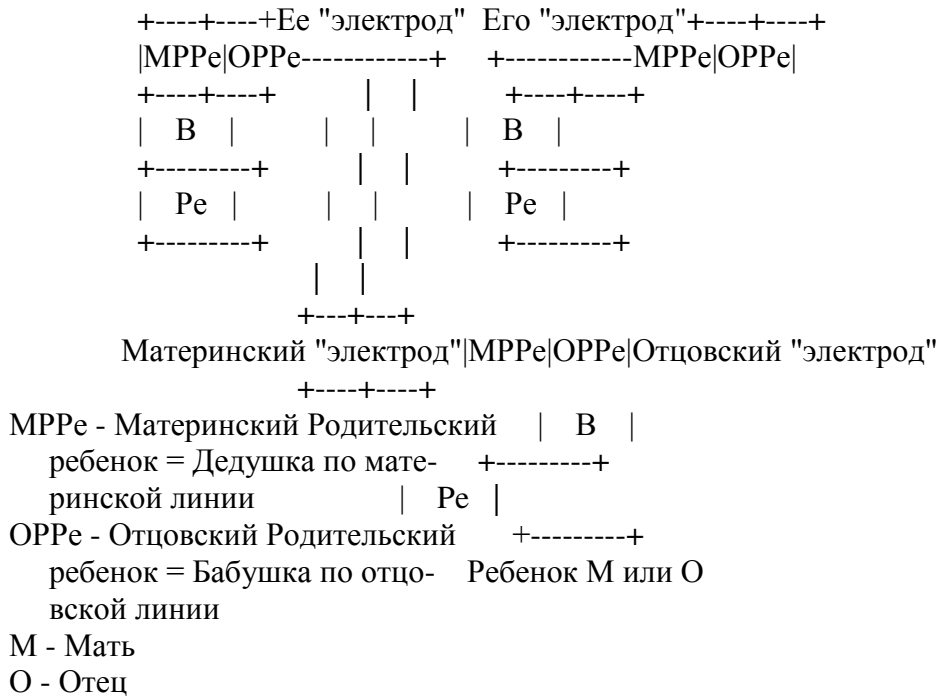 +----+----+Ее "электрод" Его "электрод"+----+----+
|МРРе|ОРРе------------+ +------------МРРе|ОРРе|
+----+----+ | | +----+----+
| В | | | | В |
+---------+ | | +---------+
| Ре | | | | Ре |
+---------+ | | +---------+
| |
+---+---+
Материнский "электрод"|МРРе|ОРРе|Отцовский "электрод"
+----+----+
МРРе - Материнский Родительский | В |
ребенок = Дедушка по мате- +---------+
ринской линии | Ре |
ОРРе - Отцовский Родительский +---------+
ребенок = Бабушка по отцо- Ребенок М или О
вской линии
М - Мать
О - Отец